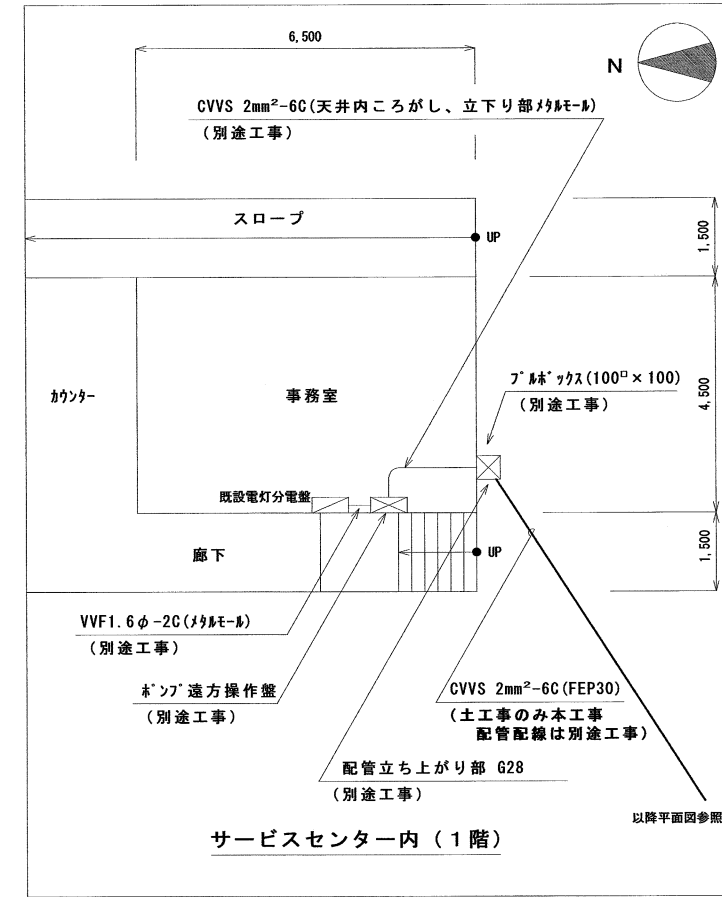 6,500
N
CVVS 2mm²-6C(天井内ころがし、立下り部ﾒﾀﾙﾓｰﾙ)
(別途工事)
スロープ
UP
1,500
ﾌﾟﾙﾎﾞｯｸｽ(100□×100)
(別途工事)
4,500
ｶｳﾝﾀｰ
事務室
既設電灯分電盤
廊下
UP
1,500
VVF1.6φ-2C(ﾒﾀﾙﾓｰﾙ)
(別途工事)
ﾎﾟﾝﾌﾟ遠方操作盤
(別途工事)
CVVS 2mm²-6C(FEP30)
(土工事のみ本工事
配管配線は別途工事)
配管立ち上がり部 G28
(別途工事)
以降平面図参照
サービスセンター内(1階)